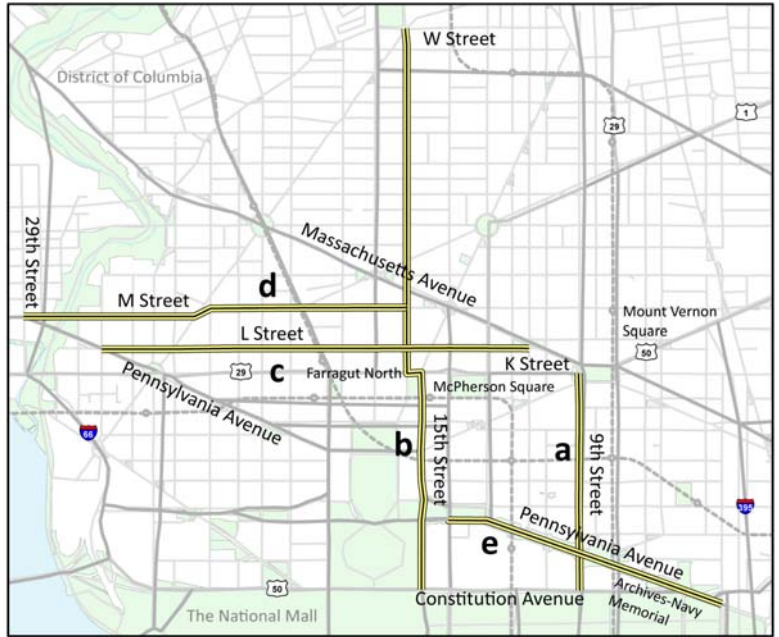 W Street
District of Columbia
1
29
29th Street
Massachusetts Avenue
d
M Street
Mount Vernon
Square
L Street
50
K Street
29
c
Farragut North
McPherson Square
Pennsylvania Avenue
66
b
15th Street
a
9th Street
395
Pennsylvania Avenue
e
Archives-Navy
Memorial
50
Constitution Avenue
The National Mall